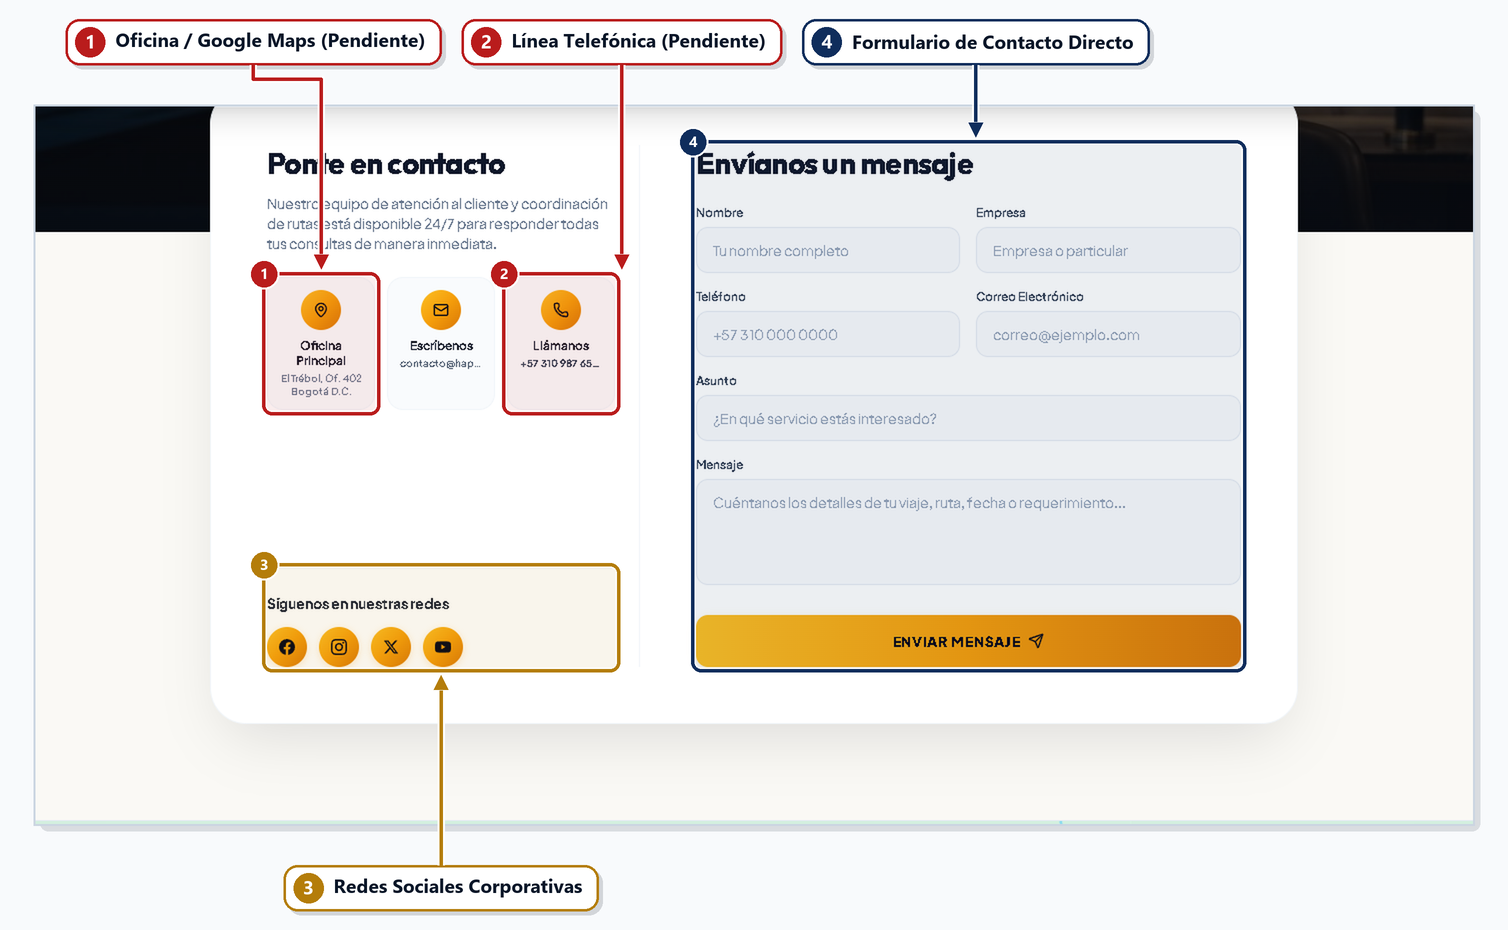 1 Oficina / Google Maps (Pendiente)
2 Línea Telefónica (Pendiente)
4 Formulario de Contacto Directo
Ponte en contacto
Nuestro equipo de atención al cliente y coordinación
de rutas está disponible 24/7 para responder todas
tus consultas de manera inmediata.
1
Oficina
Principal
El Trébol, Of. 402
Bogotá D.C.
Escríbenos
contacto@hap...
2
Llámanos
+57 310 987 65...
3
Síguenos en nuestras redes
4
Envíanos un mensaje
Nombre
Tu nombre completo
Empresa
Empresa o particular
Teléfono
+57 310 000 0000
Correo Electrónico
correo@ejemplo.com
Asunto
¿En qué servicio estás interesado?
Mensaje
Cuéntanos los detalles de tu viaje, ruta, fecha o requerimiento...
ENVIAR MENSAJE
3 Redes Sociales Corporativas